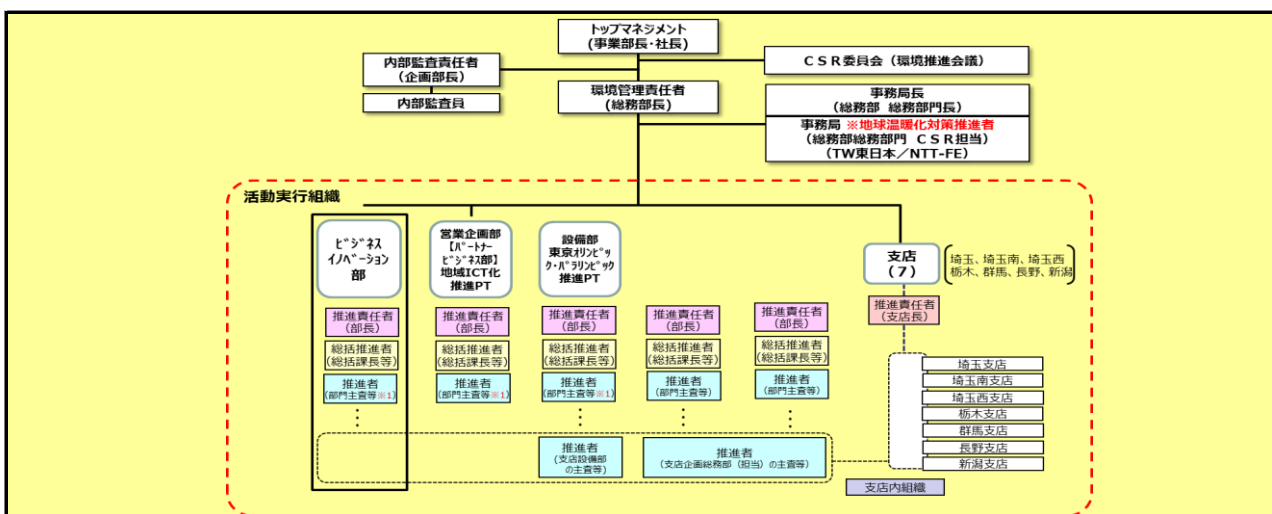 トップマネジメント
(事業部長・社長)
内部監査責任者
(企画部長)
ＣＳＲ委員会（環境推進会議）
内部監査員
環境管理責任者
(総務部長)
事務局長
(総務部 総務部門長)
事務局 ※地球温暖化対策推進者
(総務部総務部門 ＣＳＲ担当)
(TW東日本／NTT-FE)
活動実行組織
ﾋﾞｼﾞﾈｽ
ｲﾉﾍﾞｰｼｮﾝ
部
営業企画部
【ﾊﾟｰﾄﾅｰ
ﾋﾞｼﾞﾈｽ部】
地域ICT化
推進PT
設備部
東京ｵﾘﾝﾋﾟｯ
ｸ・ﾊﾟﾗﾘﾝﾋﾟｯｸ
推進PT
支店
(７)
埼玉、埼玉南、埼玉西
栃木、群馬、長野、新潟
推進責任者
(部長)
総括推進者
(総括課長等)
推進者
(部門主査等※1)
推進責任者
(部長)
総括推進者
(総括課長等)
推進者
(部門主査等※1)
推進責任者
(部長)
総括推進者
(総括課長等)
推進者
(部門主査等※1)
推進責任者
(部長)
総括推進者
(総括課長等)
推進者
(部門主査等)
推進責任者
(部長)
総括推進者
(総括課長等)
推進者
(部門主査等)
推進責任者
(支店長)
推進者
(支店設備部
の主査等)
推進者
(支店企画総務部（担当）の主査等)
埼玉支店
埼玉南支店
埼玉西支店
栃木支店
群馬支店
長野支店
新潟支店
支店内組織